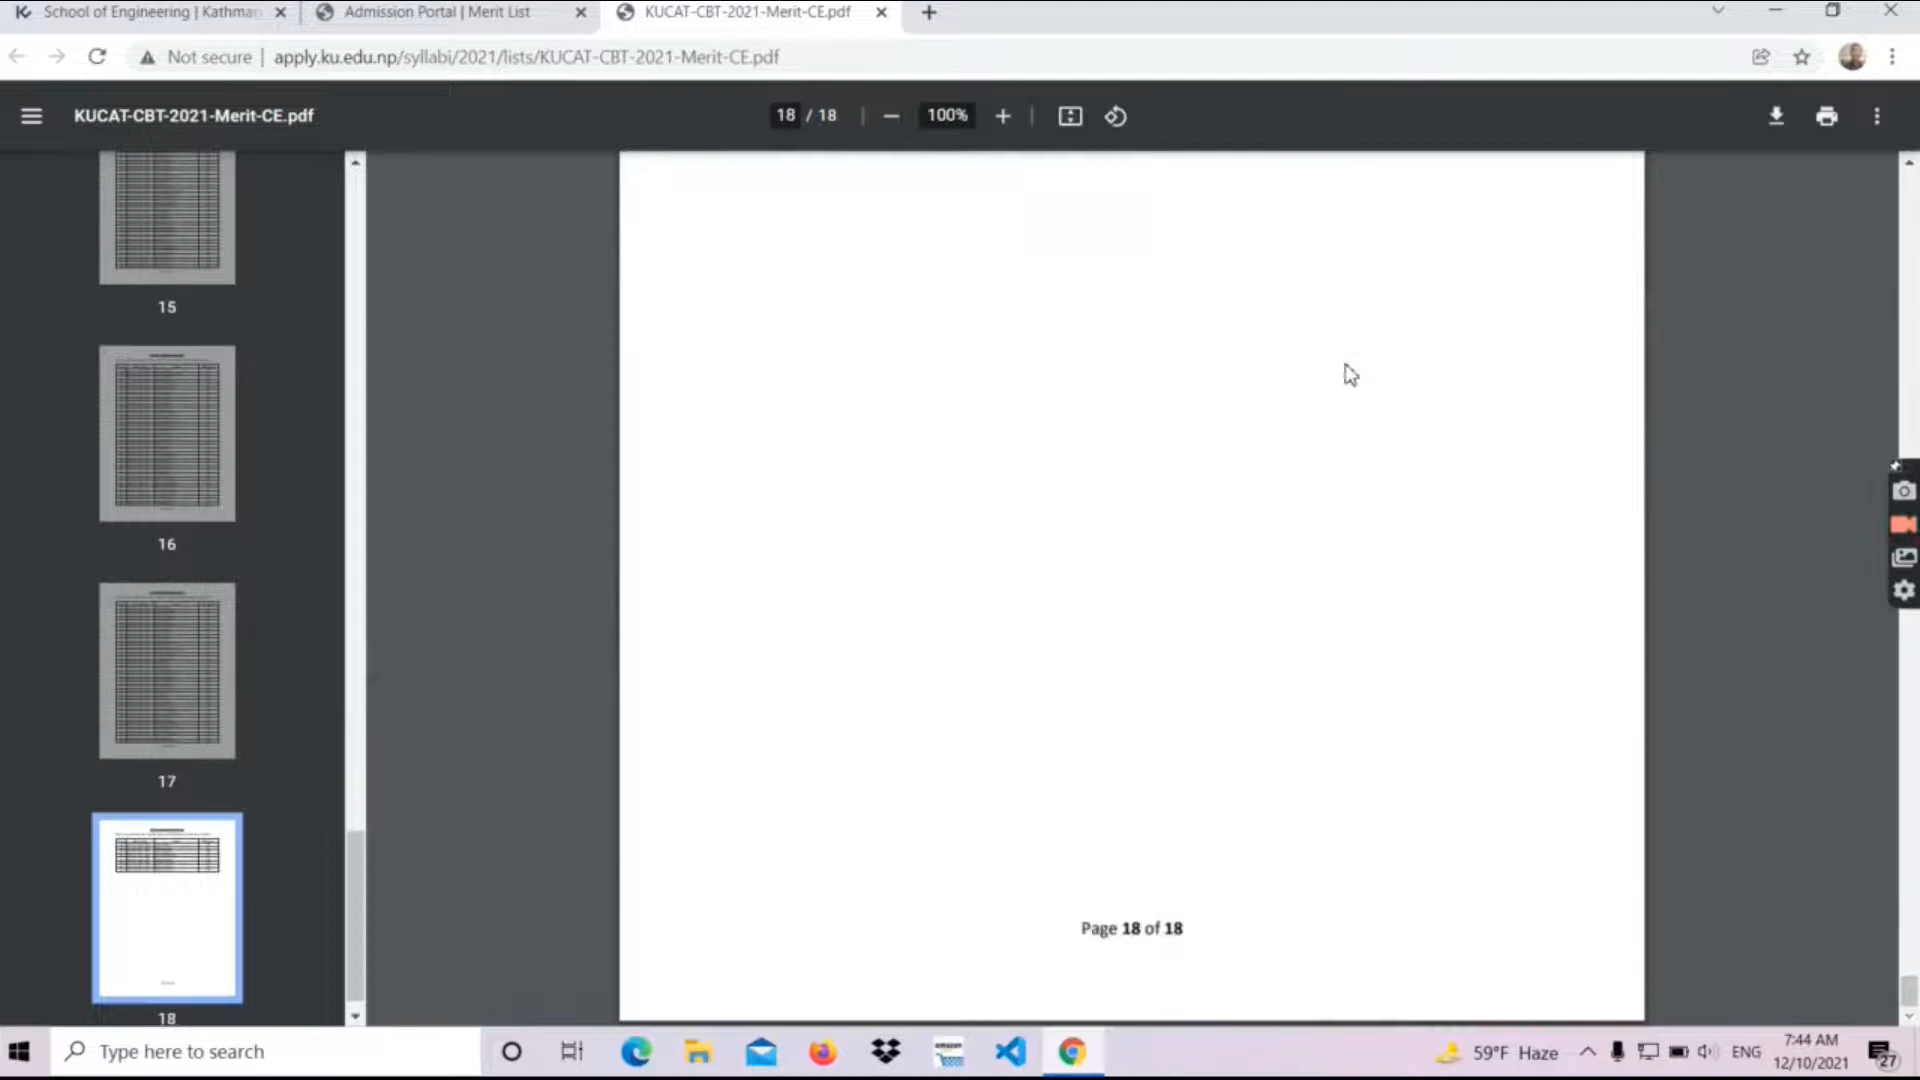 School of Engineering | Kathman
Admission Portal | Merit List
KUCAT-CBT-2021-Merit-CE.pdf
Not secure | apply.ku.edu.np/syllabi/2021/lists/KUCAT-CBT-2021-Merit-CE.pdf
KUCAT-CBT-2021-Merit-CE.pdf
18 / 18
100%
15
16
17
18
Page 18 of 18
Type here to search
amazon
59°F Haze
ENG
7:44 AM
12/10/2021
27